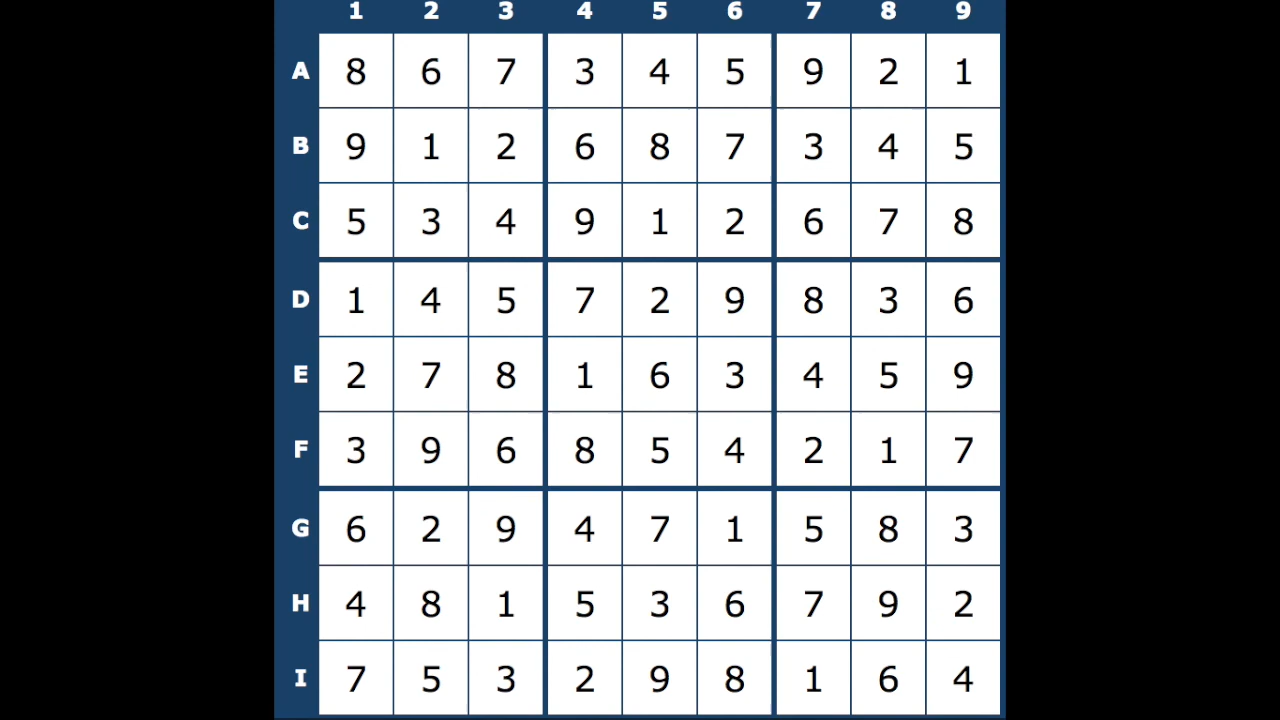 1 2 3 4 5 6 7 8 9
A 8 6 7 3 4 5 9 2 1
B 9 1 2 6 8 7 3 4 5
C 5 3 4 9 1 2 6 7 8
D 1 4 5 7 2 9 8 3 6
E 2 7 8 1 6 3 4 5 9
F 3 9 6 8 5 4 2 1 7
G 6 2 9 4 7 1 5 8 3
H 4 8 1 5 3 6 7 9 2
I 7 5 3 2 9 8 1 6 4